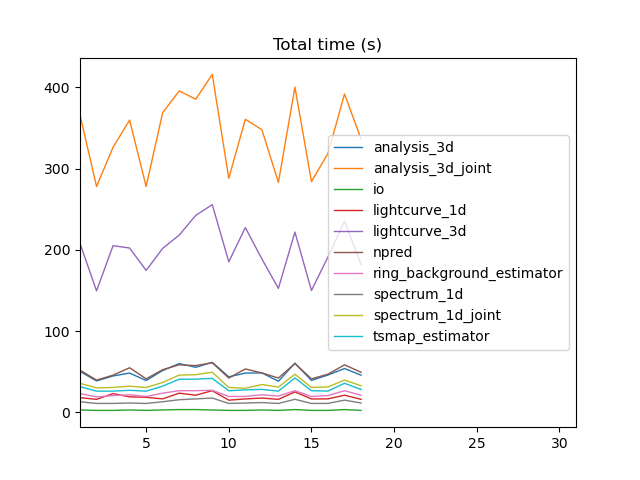 Total time (s)
400
300
200
100
0
5
10
15
20
25
30
analysis_3d
analysis_3d_joint
io
lightcurve_1d
lightcurve_3d
npred
ring_background_estimator
spectrum_1d
spectrum_1d_joint
tsmap_estimator